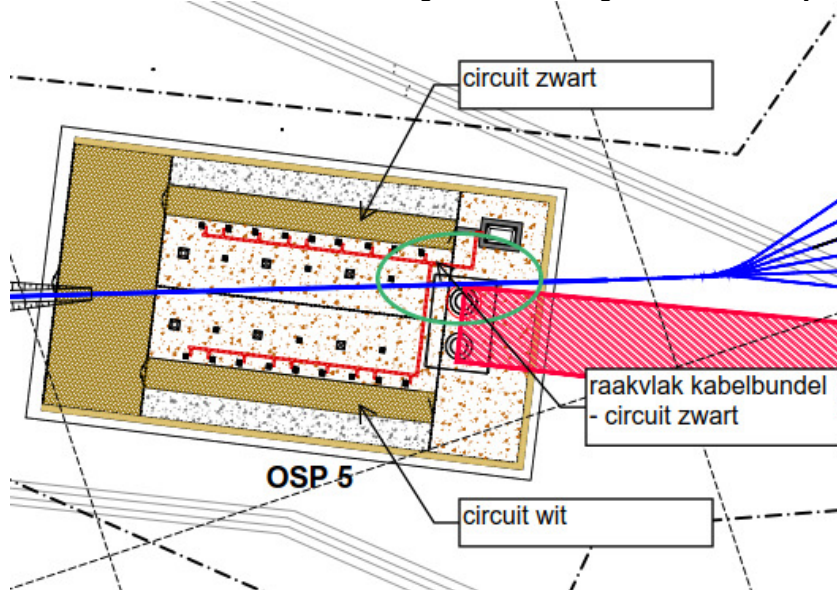 circuit zwart
raakvlak kabelbundel
- circuit zwart
OSP 5
circuit wit